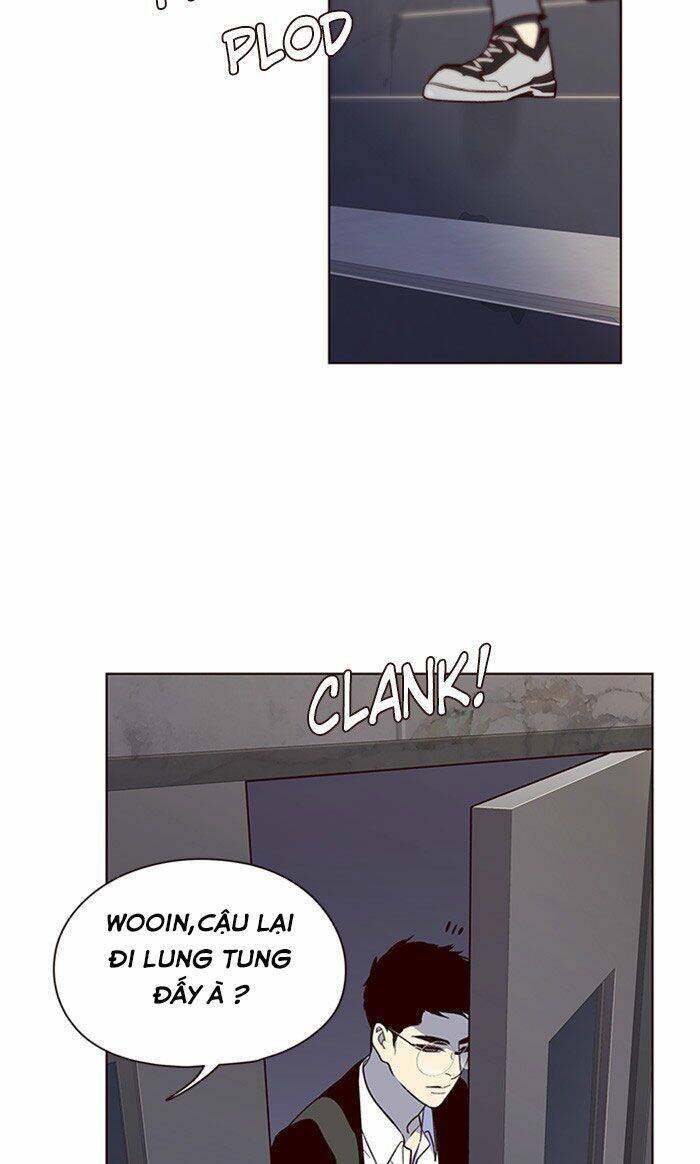 PLOD
CLANK!
WOOIN,CẬU LẠI
ĐI LUNG TUNG
ĐẤY À ?